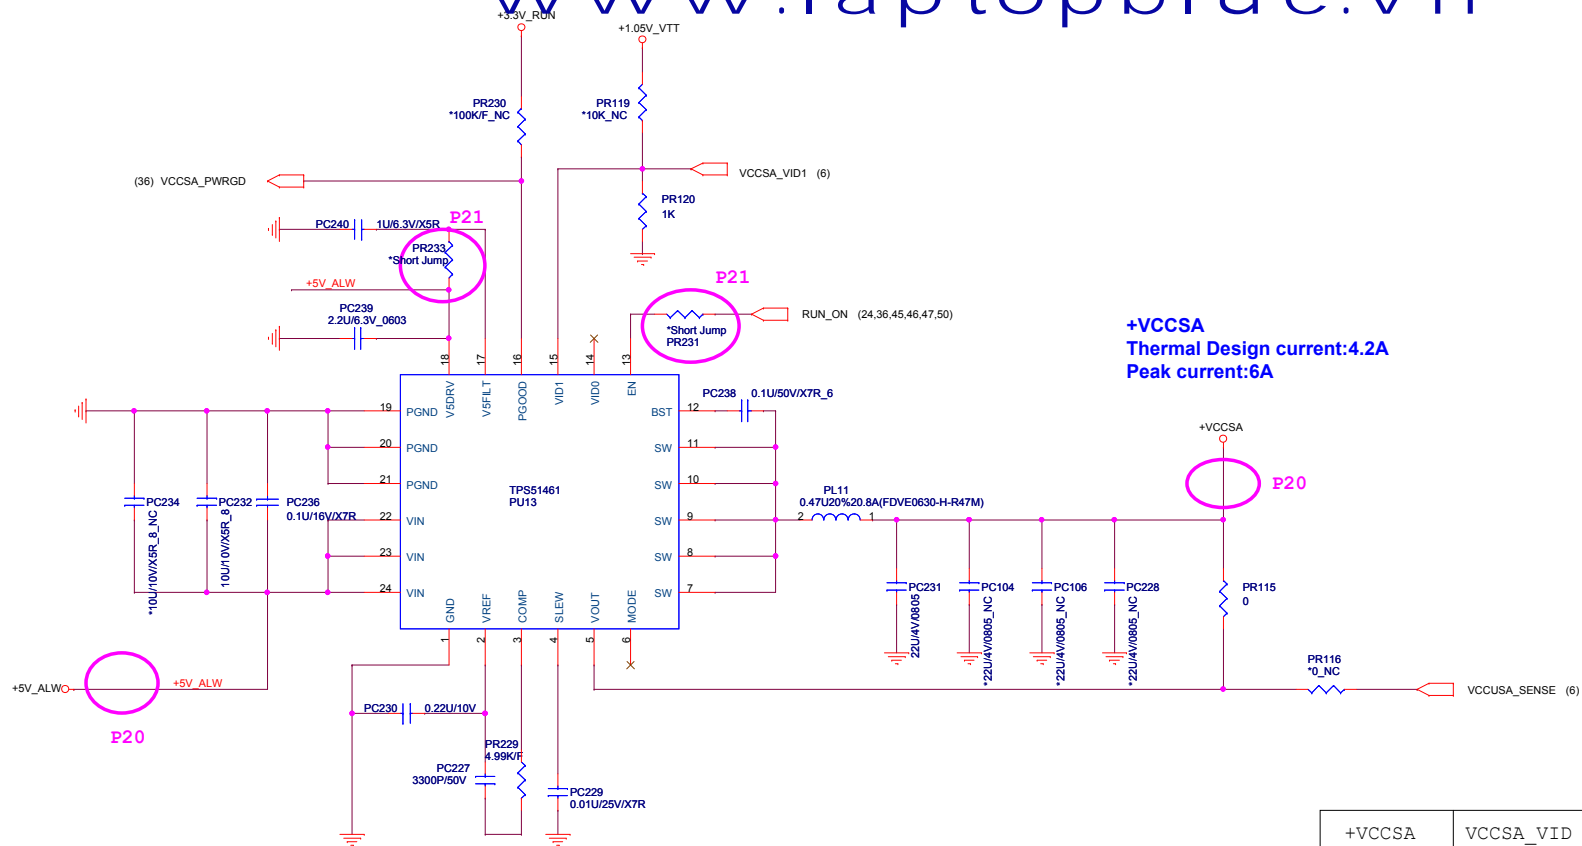 www.laptopblue.vn
+3.3V_RUN
+1.05V_VTT
PR230
*100K/F_NC
PR119
*10K_NC
(36) VCCSA_PWRGD
VCCSA_VID1 (6)
PR120
1K
PC240
1U/6.3V/X5R
P21
PR233
*Short Jump
+5V_ALW
PC239
2.2U/6.3V_0603
P21
*Short Jump
PR231
RUN_ON (24,36,45,46,47,50)
+VCCSA
Thermal Design current:4.2A
Peak current:6A
18
17
16
15
14
13
V5DRV
V5FILT
PGOOD
VID1
VID0
EN
PC238
0.1U/50V/X7R_6
19 PGND
20 PGND
21 PGND
22 VIN
23 VIN
24 VIN
BST 12
SW 11
SW 10
SW 9
SW 8
SW 7
TPS51461
PU13
PC234
*10U/10V/X5R_8_NC
PC232
10U/10V/X5R_8
PC236
0.1U/16V/X7R
PL11
0.47U20%20.8A(FDVE0630-H-R47M)
2
1
+VCCSA
P20
PC231
22U/4V/0805
PC104
*22U/4V/0805_NC
PC106
*22U/4V/0805_NC
PC228
*22U/4V/0805_NC
PR115
0
GND
VREF
COMP
SLEW
VOUT
MODE
1
2
3
4
5
6
PR116
*0_NC
VCCUSA_SENSE (6)
+5V_ALW
+5V_ALW
P20
PC230
0.22U/10V
PR229
4.99K/F
PC227
3300P/50V
PC229
0.01U/25V/X7R
+VCCSA
VCCSA_VID